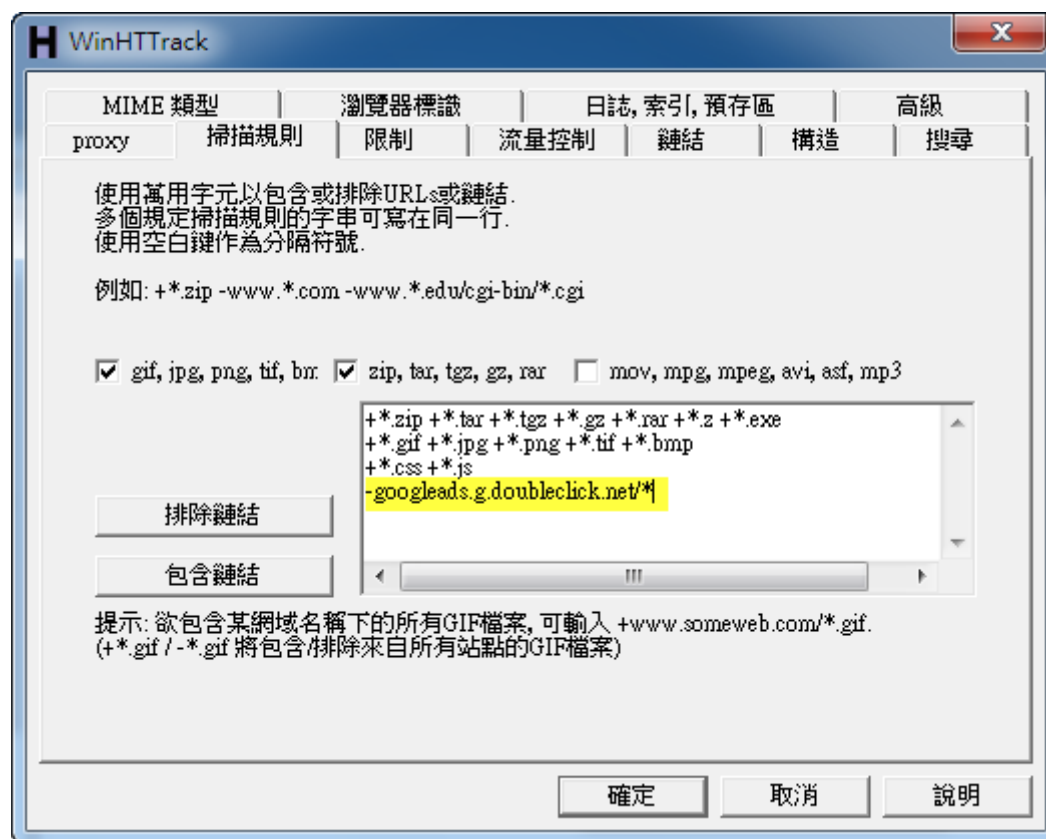 WinHTTrack
MIME 類型 瀏覽器標識 日誌, 索引, 預存區 高級
proxy 掃描規則 限制 流量控制 鏈結 構造 搜尋
使用萬用字元以包含或排除URLs或鏈結.
多個規定掃描規則的字串可寫在同一行.
使用空白鍵作為分隔符號.
例如: +*.zip -www.*.com -www.*.edu/cgi-bin/*.cgi
gif, jpg, png, tif, bm zip, tar, tgz, gz, rar mov, mpg, mpeg, avi, asf, mp3
+*.zip +*.tar +*.tgz +*.gz +*.rar +*.z +*.exe
+*.gif +*.jpg +*.png +*.tif +*.bmp
+*.css +*.js
-googleads.g.doubleclick.net/*
排除鏈結
包含鏈結
提示: 欲包含某網域名稱下的所有GIF檔案, 可輸入 +www.someweb.com/*.gif.
(+*.gif / -*.gif 將包含/排除來自所有站點的GIF檔案)
確定 取消 說明